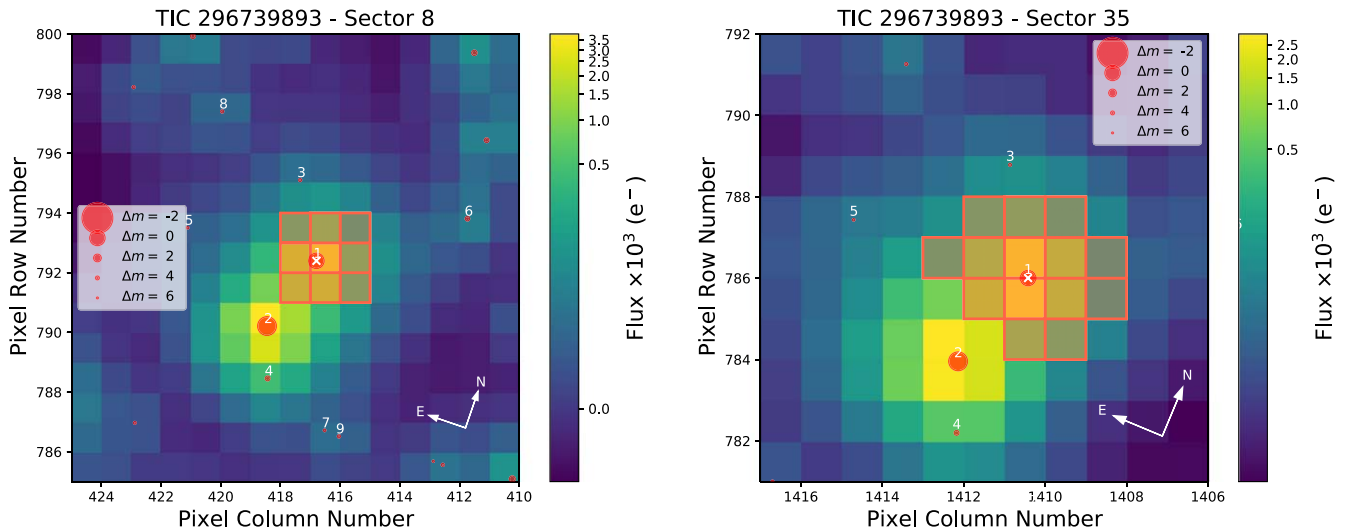 TIC 296739893 - Sector 8
800
798
796
794
792
790
788
786
Pixel Row Number
424 422 420 418 416 414 412 410
Pixel Column Number
Δm = -2
Δm = 0
Δm = 2
Δm = 4
Δm = 6
8
3
5
6
1
2
4
7 9
N
E
3.5
3.0
2.5
2.0
1.5
1.0
0.5
0.0
Flux ×10³ (e⁻)
TIC 296739893 - Sector 35
792
790
788
786
784
782
Pixel Row Number
1416 1414 1412 1410 1408 1406
Pixel Column Number
Δm = -2
Δm = 0
Δm = 2
Δm = 4
Δm = 6
3
5
1
2
4
N
E
2.5
2.0
1.5
1.0
0.5
Flux ×10³ (e⁻)